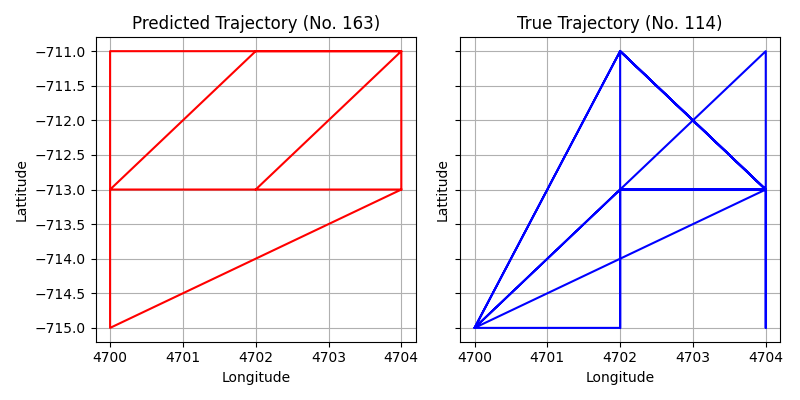 Predicted Trajectory (No. 163)
True Trajectory (No. 114)
−711.0
−711.5
−712.0
−712.5
−713.0
−713.5
−714.0
−714.5
−715.0
Lattitude
Lattitude
4700 4701 4702 4703 4704
4700 4701 4702 4703 4704
Longitude
Longitude